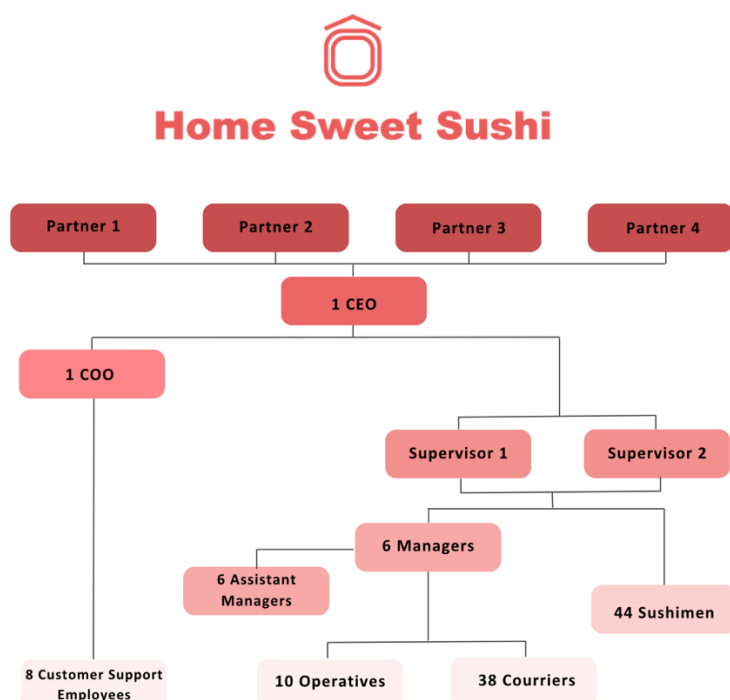 Home Sweet Sushi
Partner 1
Partner 2
Partner 3
Partner 4
1 CEO
1 COO
Supervisor 1
Supervisor 2
6 Managers
6 Assistant
Managers
44 Sushimen
8 Customer Support
Employees
10 Operatives
38 Courriers